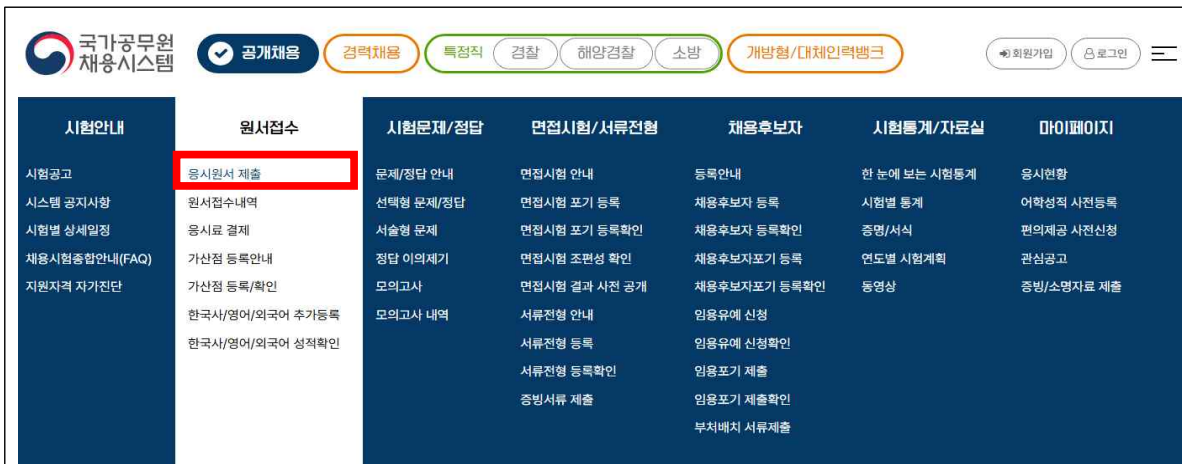 국가공무원
채용시스템
공개채용
경력채용
특정직 경찰 해양경찰 소방
개방형/대체인력뱅크
회원가입
로그인
시험안내
시험공고
시스템 공지사항
시험별 상세일정
채용시험종합안내(FAQ)
지원자격 자가진단
원서접수
응시원서 제출
원서접수내역
응시료 결제
가산점 등록안내
가산점 등록/확인
한국사/영어/외국어 추가등록
한국사/영어/외국어 성적확인
시험문제/정답
문제/정답 안내
선택형 문제/정답
서술형 문제
정답 이의제기
모의고사
모의고사 내역
면접시험/서류전형
면접시험 안내
면접시험 포기 등록
면접시험 포기 등록확인
면접시험 조편성 확인
면접시험 결과 사전 공개
서류전형 안내
서류전형 등록
서류전형 등록확인
증빙서류 제출
채용후보자
등록안내
채용후보자 등록
채용후보자 등록확인
채용후보자포기 등록
채용후보자포기 등록확인
임용유예 신청
임용유예 신청확인
임용포기 제출
임용포기 제출확인
부처배치 서류제출
시험통계/자료실
한 눈에 보는 시험통계
시험별 통계
증명/서식
연도별 시험계획
동영상
마이페이지
응시현황
어학성적 사전등록
편의제공 사전신청
관심공고
증빙/소명자료 제출